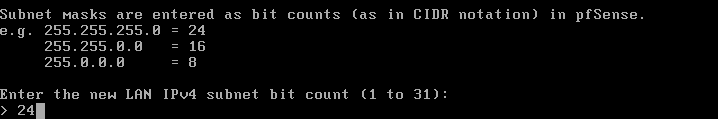 Subnet masks are entered as bit counts (as in CIDR notation) in pfSense.
e.g. 255.255.255.0 = 24
     255.255.0.0   = 16
     255.0.0.0     = 8

Enter the new LAN IPv4 subnet bit count (1 to 31):
> 24